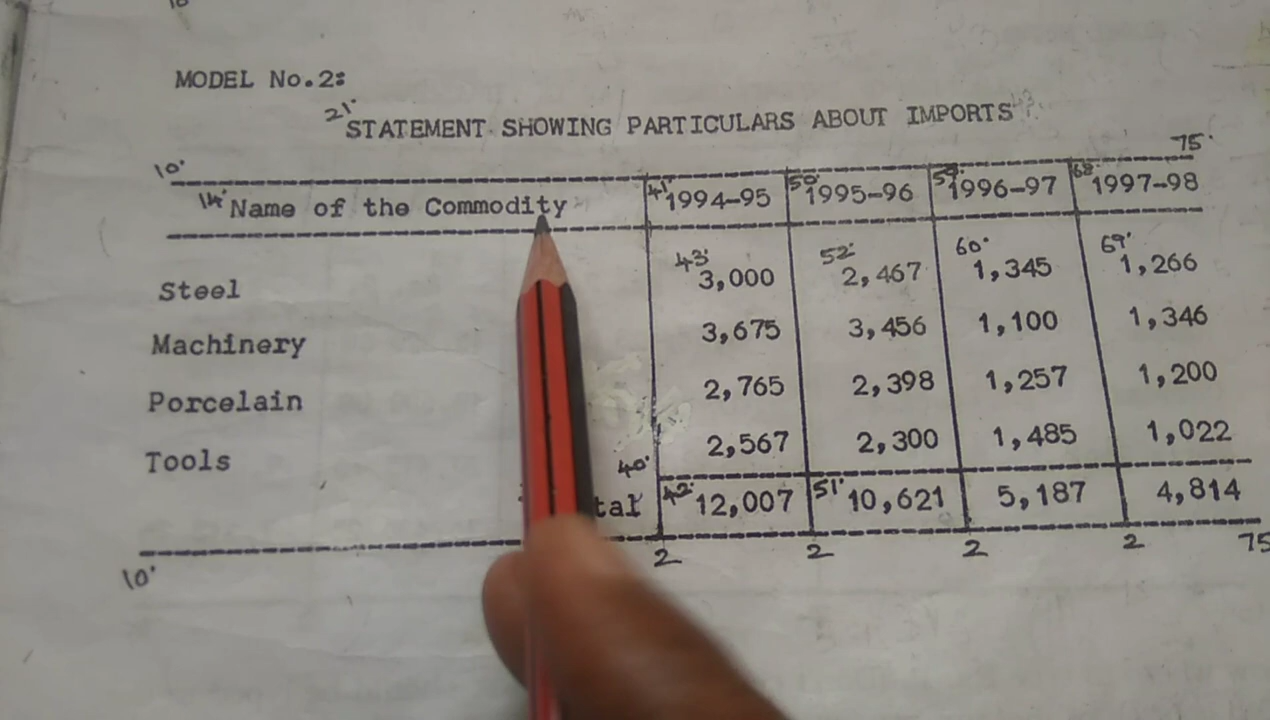 MODEL No.2:
21'
STATEMENT SHOWING PARTICULARS ABOUT IMPORTS
10' 75'
14' Name of the Commodity 41' 1994-95 50' 1995-96 59' 1996-97 68' 1997-98
43' 52' 60' 69'
Steel 3,000 2,467 1,345 1,266
Machinery 3,675 3,456 1,100 1,346
Porcelain 2,765 2,398 1,257 1,200
Tools 2,567 2,300 1,485 1,022
40'
tal 42' 12,007 51' 10,621 5,187 4,814
10' 2 2 2 2 75